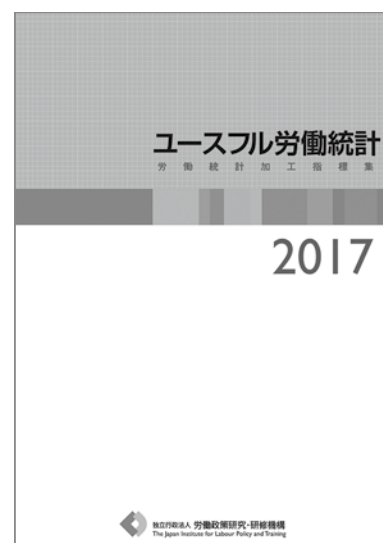 ユースフル労働統計
労働統計加工指標集
2017
独立行政法人 労働政策研究・研修機構
The Japan Institute for Labour Policy and Training